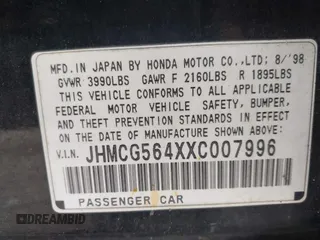 MFD. IN JAPAN BY HONDA MOTOR CO.,LTD; 8/'98
GVWR 3990LBS GAWR F 2160LBS R 1895LBS
THIS VEHICLE CONFORMS TO ALL APPLICABLE
FEDERAL MOTOR VEHICLE SAFETY, BUMPER,
AND THEFT PREVENTION STANDARDS IN EFFECT ON
THE DATE OF MANUFACTURE SHOWN ABOVE.
V.I.N. JHMCG564XXC007996
PASSENGER CAR
DREAMBID